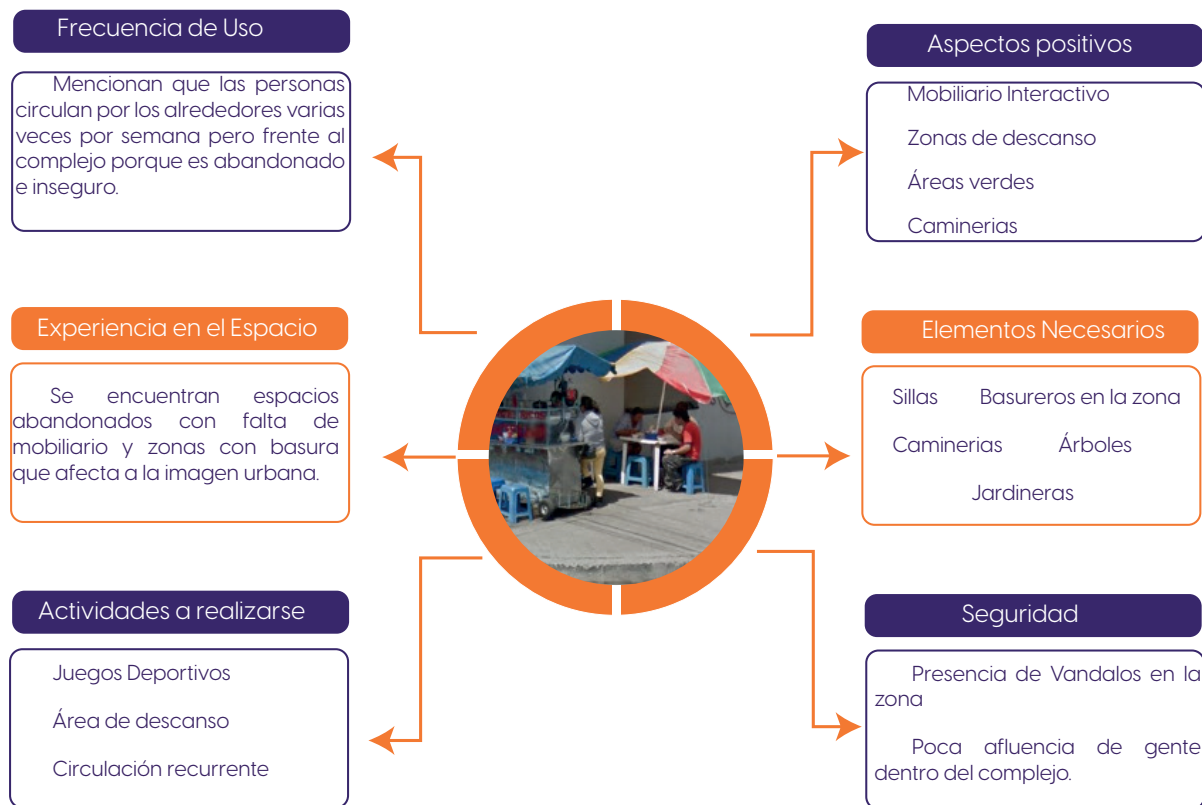 Frecuencia de Uso
Mencionan que las personas
circulan por los alrededores varias
veces por semana pero frente al
complejo porque es abandonado
e inseguro.
Experiencia en el Espacio
Se encuentran espacios
abandonados con falta de
mobiliario y zonas con basura
que afecta a la imagen urbana.
Actividades a realizarse
Juegos Deportivos
Área de descanso
Circulación recurrente
Aspectos positivos
Mobiliario Interactivo
Zonas de descanso
Áreas verdes
Caminerias
Elementos Necesarios
Sillas Basureros en la zona
Caminerias Árboles
Jardineras
Seguridad
Presencia de Vandalos en la
zona
Poca afluencia de gente
dentro del complejo.